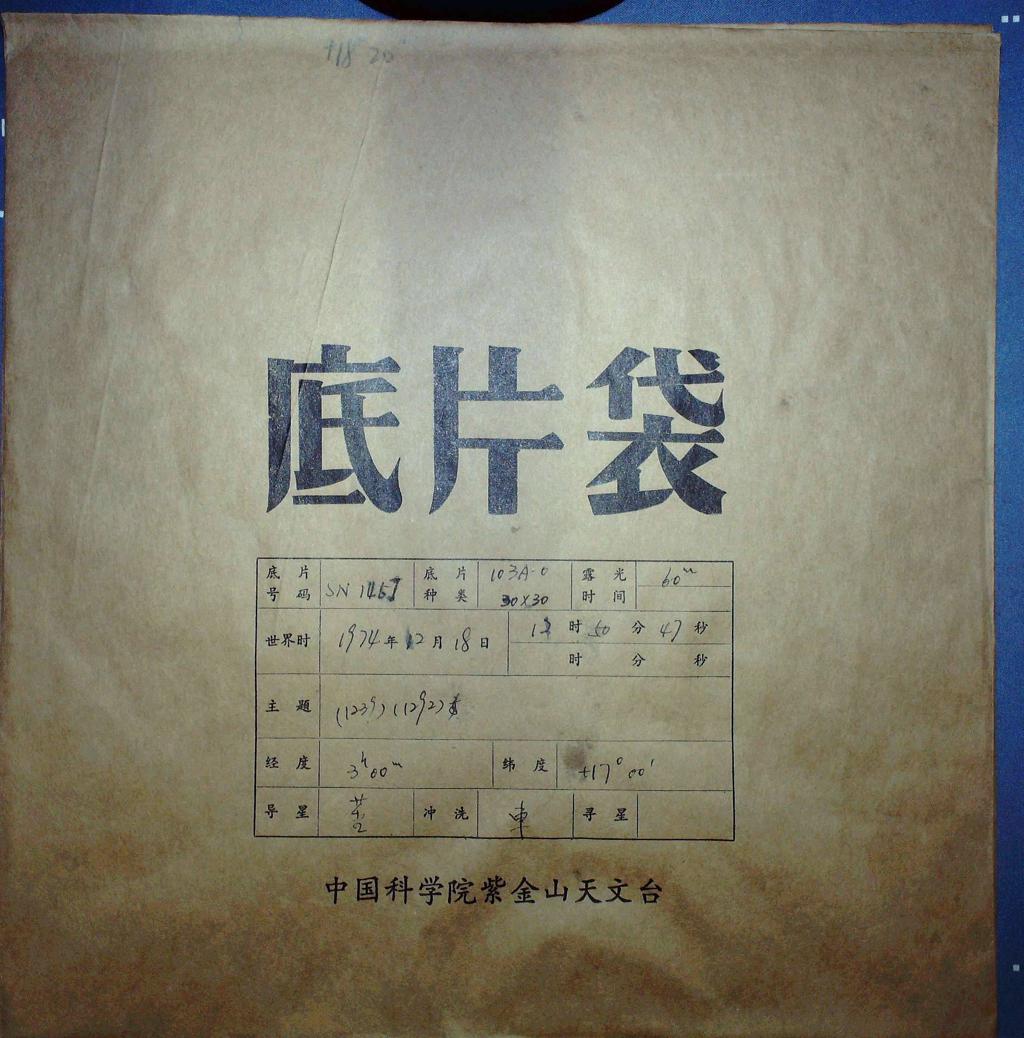 +18 20
底片袋
底片号码 SN 1457 底片种类 103A-O 30×30 露光时间 60m
世界时 1974年12月18日 12时50分47秒
时 分 秒
主题 (1239) (1292)
经度 3h00m 纬度 +17°00'
导星 冲洗 寻星
中国科学院紫金山天文台